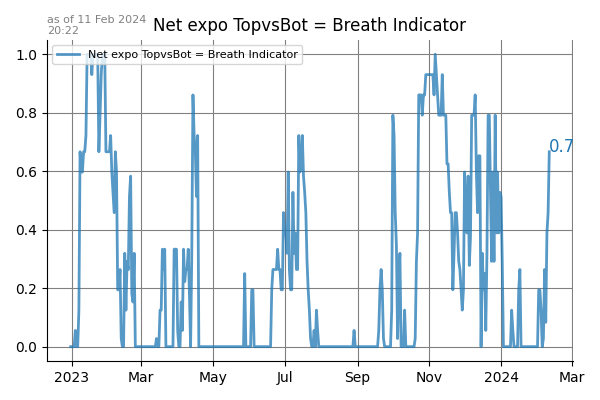 as of 11 Feb 2024
20:22
Net expo TopvsBot = Breath Indicator
Net expo TopvsBot = Breath Indicator
1.0
0.8
0.6
0.4
0.2
0.0
0.7
2023 Mar May Jul Sep Nov 2024 Mar